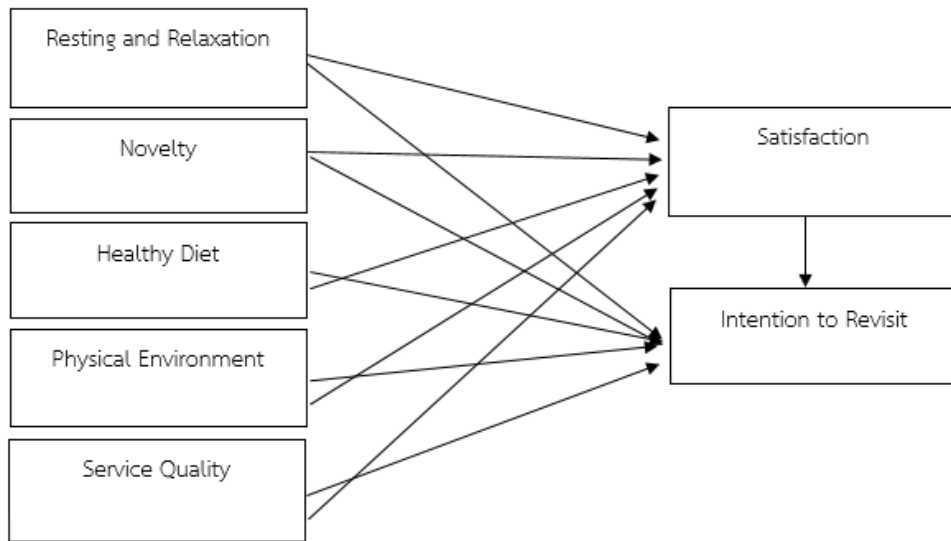 Resting and Relaxation
Novelty
Healthy Diet
Physical Environment
Service Quality
Satisfaction
Intention to Revisit